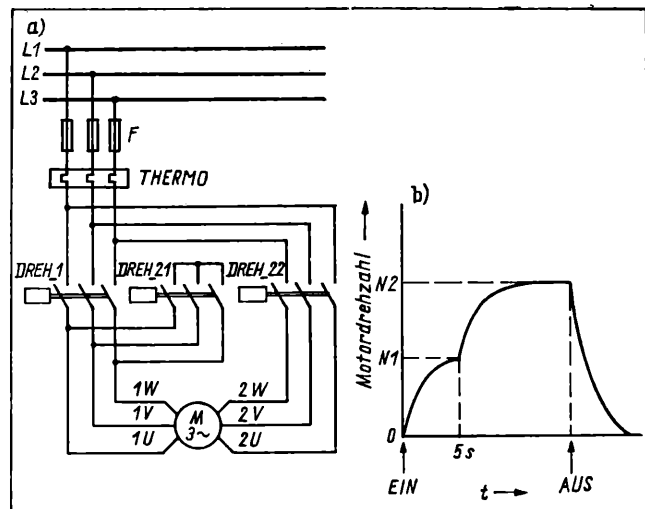 a)
L1
L2
L3
F
THERMO
DREH_1
DREH_21
DREH_22
1W
1V
1U
M
3~
2W
2V
2U
b)
Motordrehzahl
N2
N1
0
5s
EIN
t
AUS